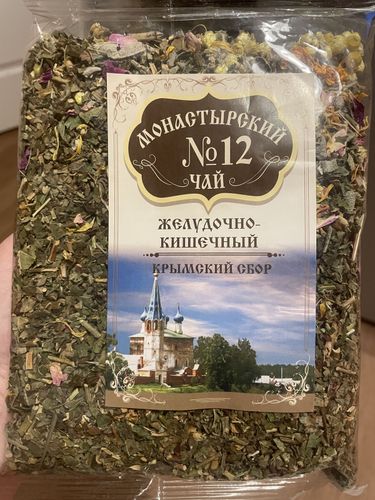 МОНАСТЫРСКИЙ
№12
ЧАЙ
ЖЕЛУДОЧНО-
КИШЕЧНЫЙ
КРЫМСКИЙ СБОР